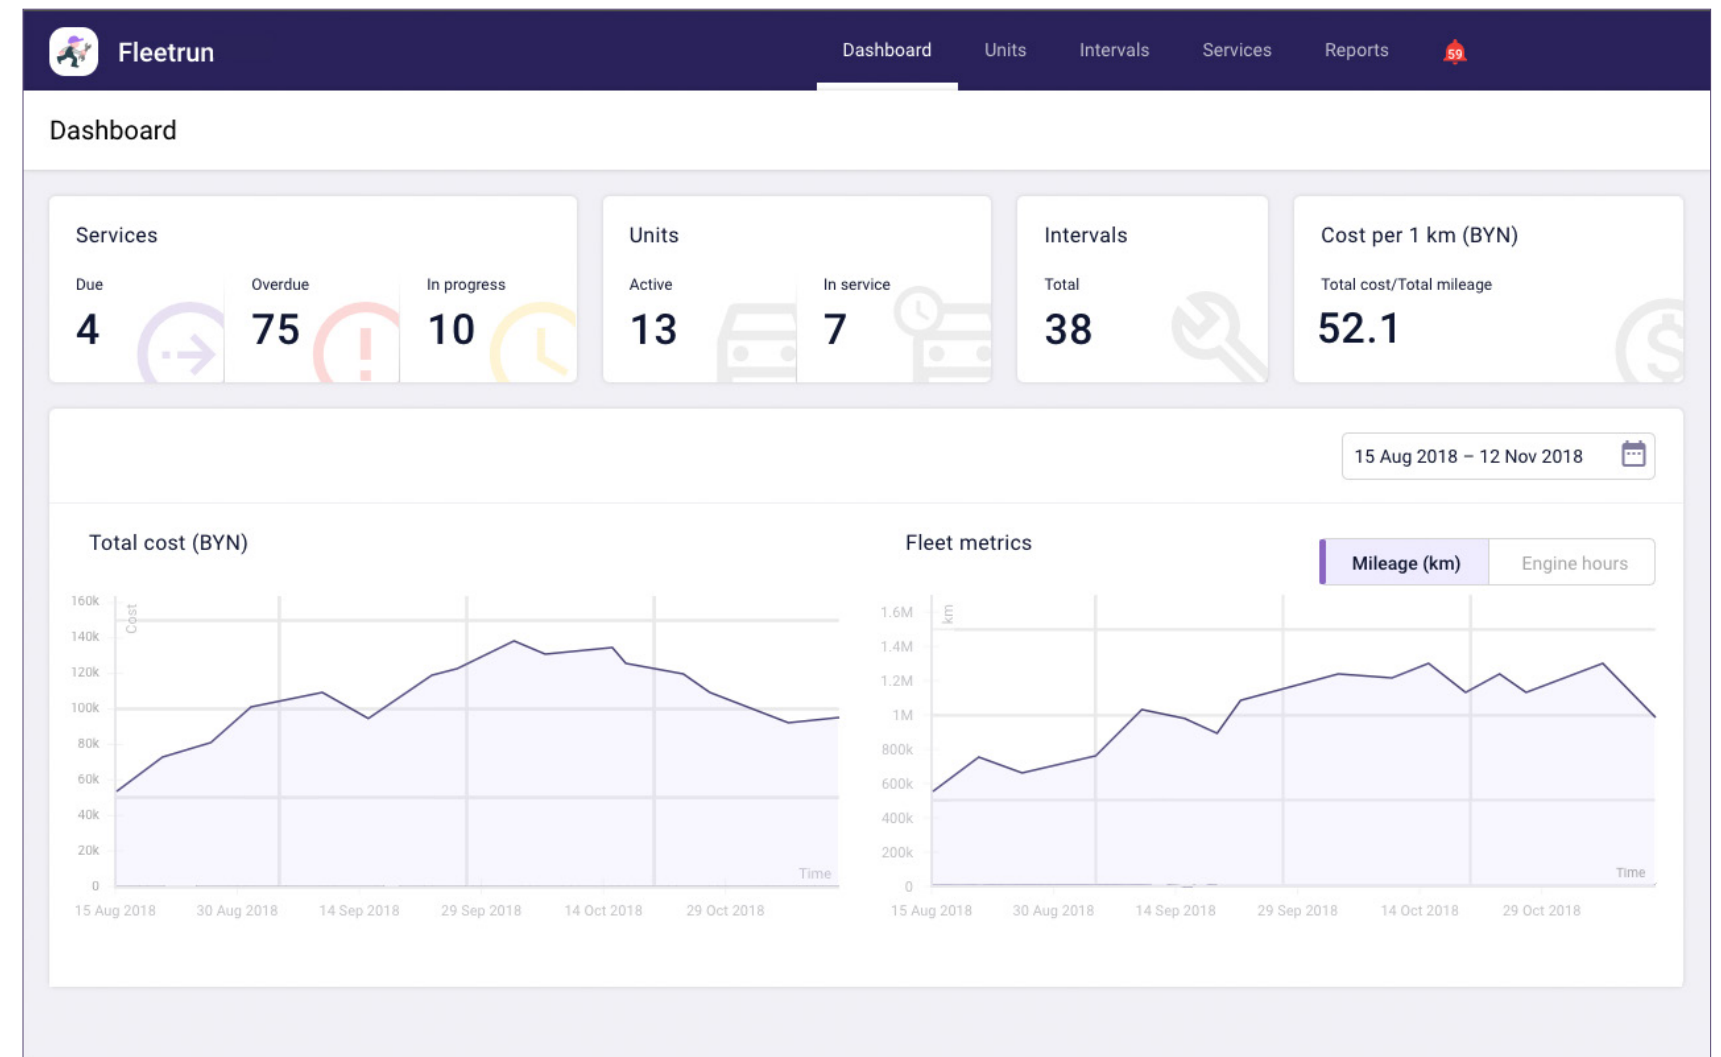 Fleetrun
Dashboard Units Intervals Services Reports 59
Dashboard
Services
Due Overdue In progress
4 75 10
Units
Active In service
13 7
Intervals
Total
38
Cost per 1 km (BYN)
Total cost/Total mileage
52.1
15 Aug 2018 – 12 Nov 2018
Total cost (BYN)
160k
Cost
140k
120k
100k
80k
60k
40k
20k
Time
0
15 Aug 2018 30 Aug 2018 14 Sep 2018 29 Sep 2018 14 Oct 2018 29 Oct 2018
Fleet metrics
Mileage (km) Engine hours
1.6M
km
1.4M
1.2M
1M
800k
600k
400k
200k
Time
0
15 Aug 2018 30 Aug 2018 14 Sep 2018 29 Sep 2018 14 Oct 2018 29 Oct 2018